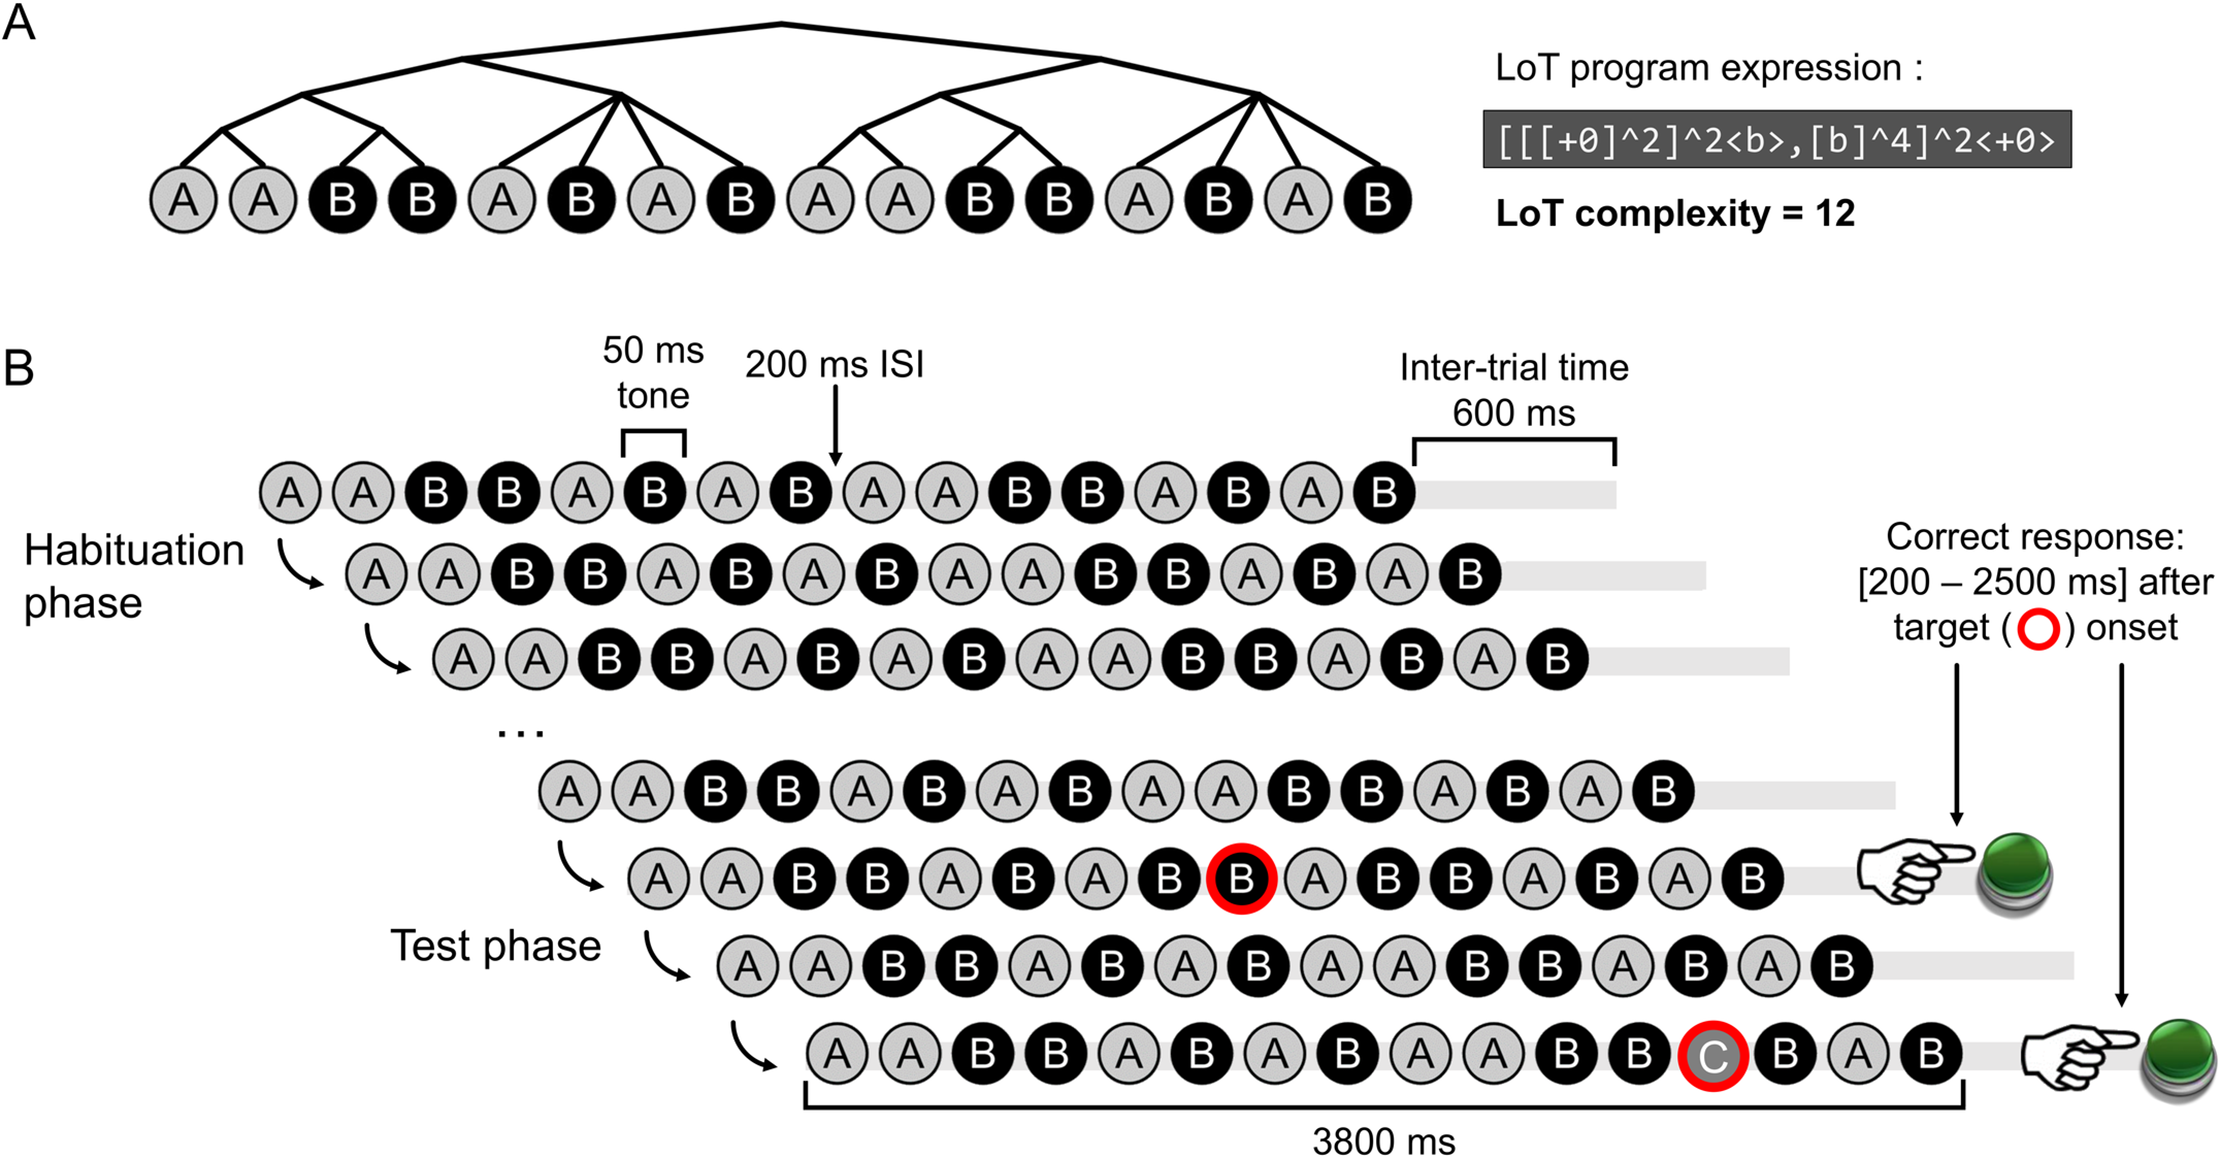 A
LoT program expression :
[[[+0]^2]^2<b>,[b]^4]^2<+0>
A A B B A B A B A A B B A B A B
LoT complexity = 12
B
50 ms
tone
200 ms ISI
Inter-trial time
600 ms
A A B B A B A B A A B B A B A B
Habituation
phase
A A B B A B A B A A B B A B A B
A A B B A B A B A A B B A B A B
...
Correct response:
[200 – 2500 ms] after
target ( ) onset
A A B B A B A B A A B B A B A B
A A B B A B A B B A B B A B A B
Test phase
A A B B A B A B A A B B A B A B
A A B B A B A B A A B B C B A B
3800 ms